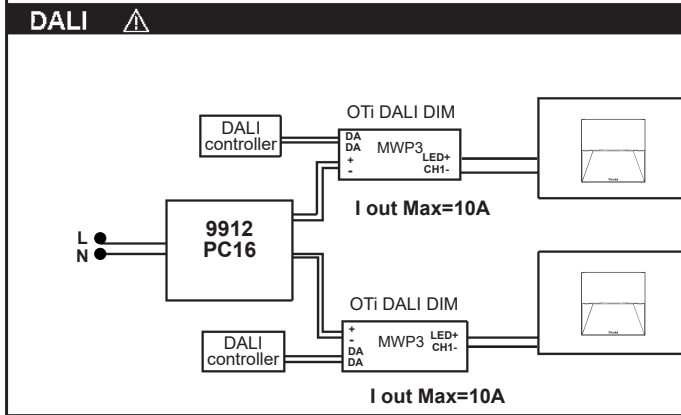 DALI
OTi DALI DIM
DALI
controller
DA
DA
+
-
MWP3
LED+
CH1-
I out Max=10A
L
N
9912
PC16
OTi DALI DIM
DALI
controller
+
-
DA
DA
MWP3
LED+
CH1-
I out Max=10A